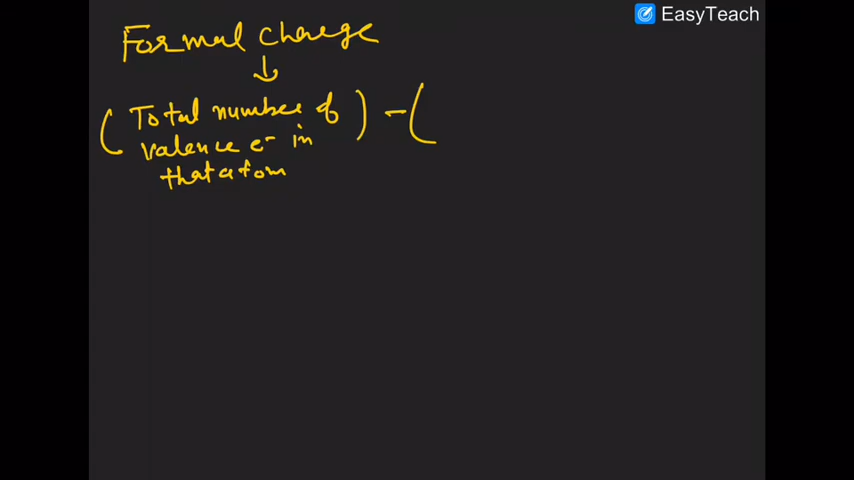 EasyTeach
Formal charge
↓
( Total number of ) - (
valence e- in
that atom